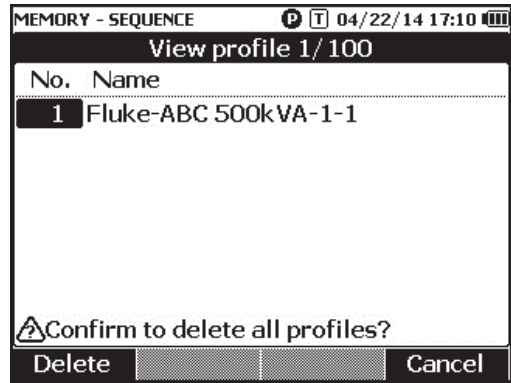 MEMORY - SEQUENCE P T 04/22/14 17:10
View profile 1/100
No. Name
1 Fluke-ABC 500kVA-1-1
Confirm to delete all profiles?
Delete Cancel